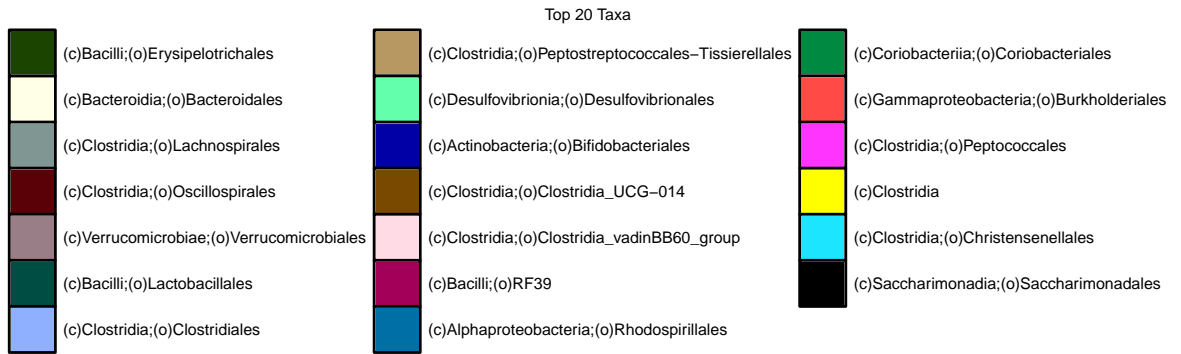 Top 20 Taxa
(c)Bacilli;(o)Erysipelotrichales
(c)Bacteroidia;(o)Bacteroidales
(c)Clostridia;(o)Lachnospirales
(c)Clostridia;(o)Oscillospirales
(c)Verrucomicrobiae;(o)Verrucomicrobiales
(c)Bacilli;(o)Lactobacillales
(c)Clostridia;(o)Clostridiales
(c)Clostridia;(o)Peptostreptococcales−Tissierellales
(c)Desulfovibrionia;(o)Desulfovibrionales
(c)Actinobacteria;(o)Bifidobacteriales
(c)Clostridia;(o)Clostridia_UCG−014
(c)Clostridia;(o)Clostridia_vadinBB60_group
(c)Bacilli;(o)RF39
(c)Alphaproteobacteria;(o)Rhodospirillales
(c)Coriobacteriia;(o)Coriobacteriales
(c)Gammaproteobacteria;(o)Burkholderiales
(c)Clostridia;(o)Peptococcales
(c)Clostridia
(c)Clostridia;(o)Christensenellales
(c)Saccharimonadia;(o)Saccharimonadales